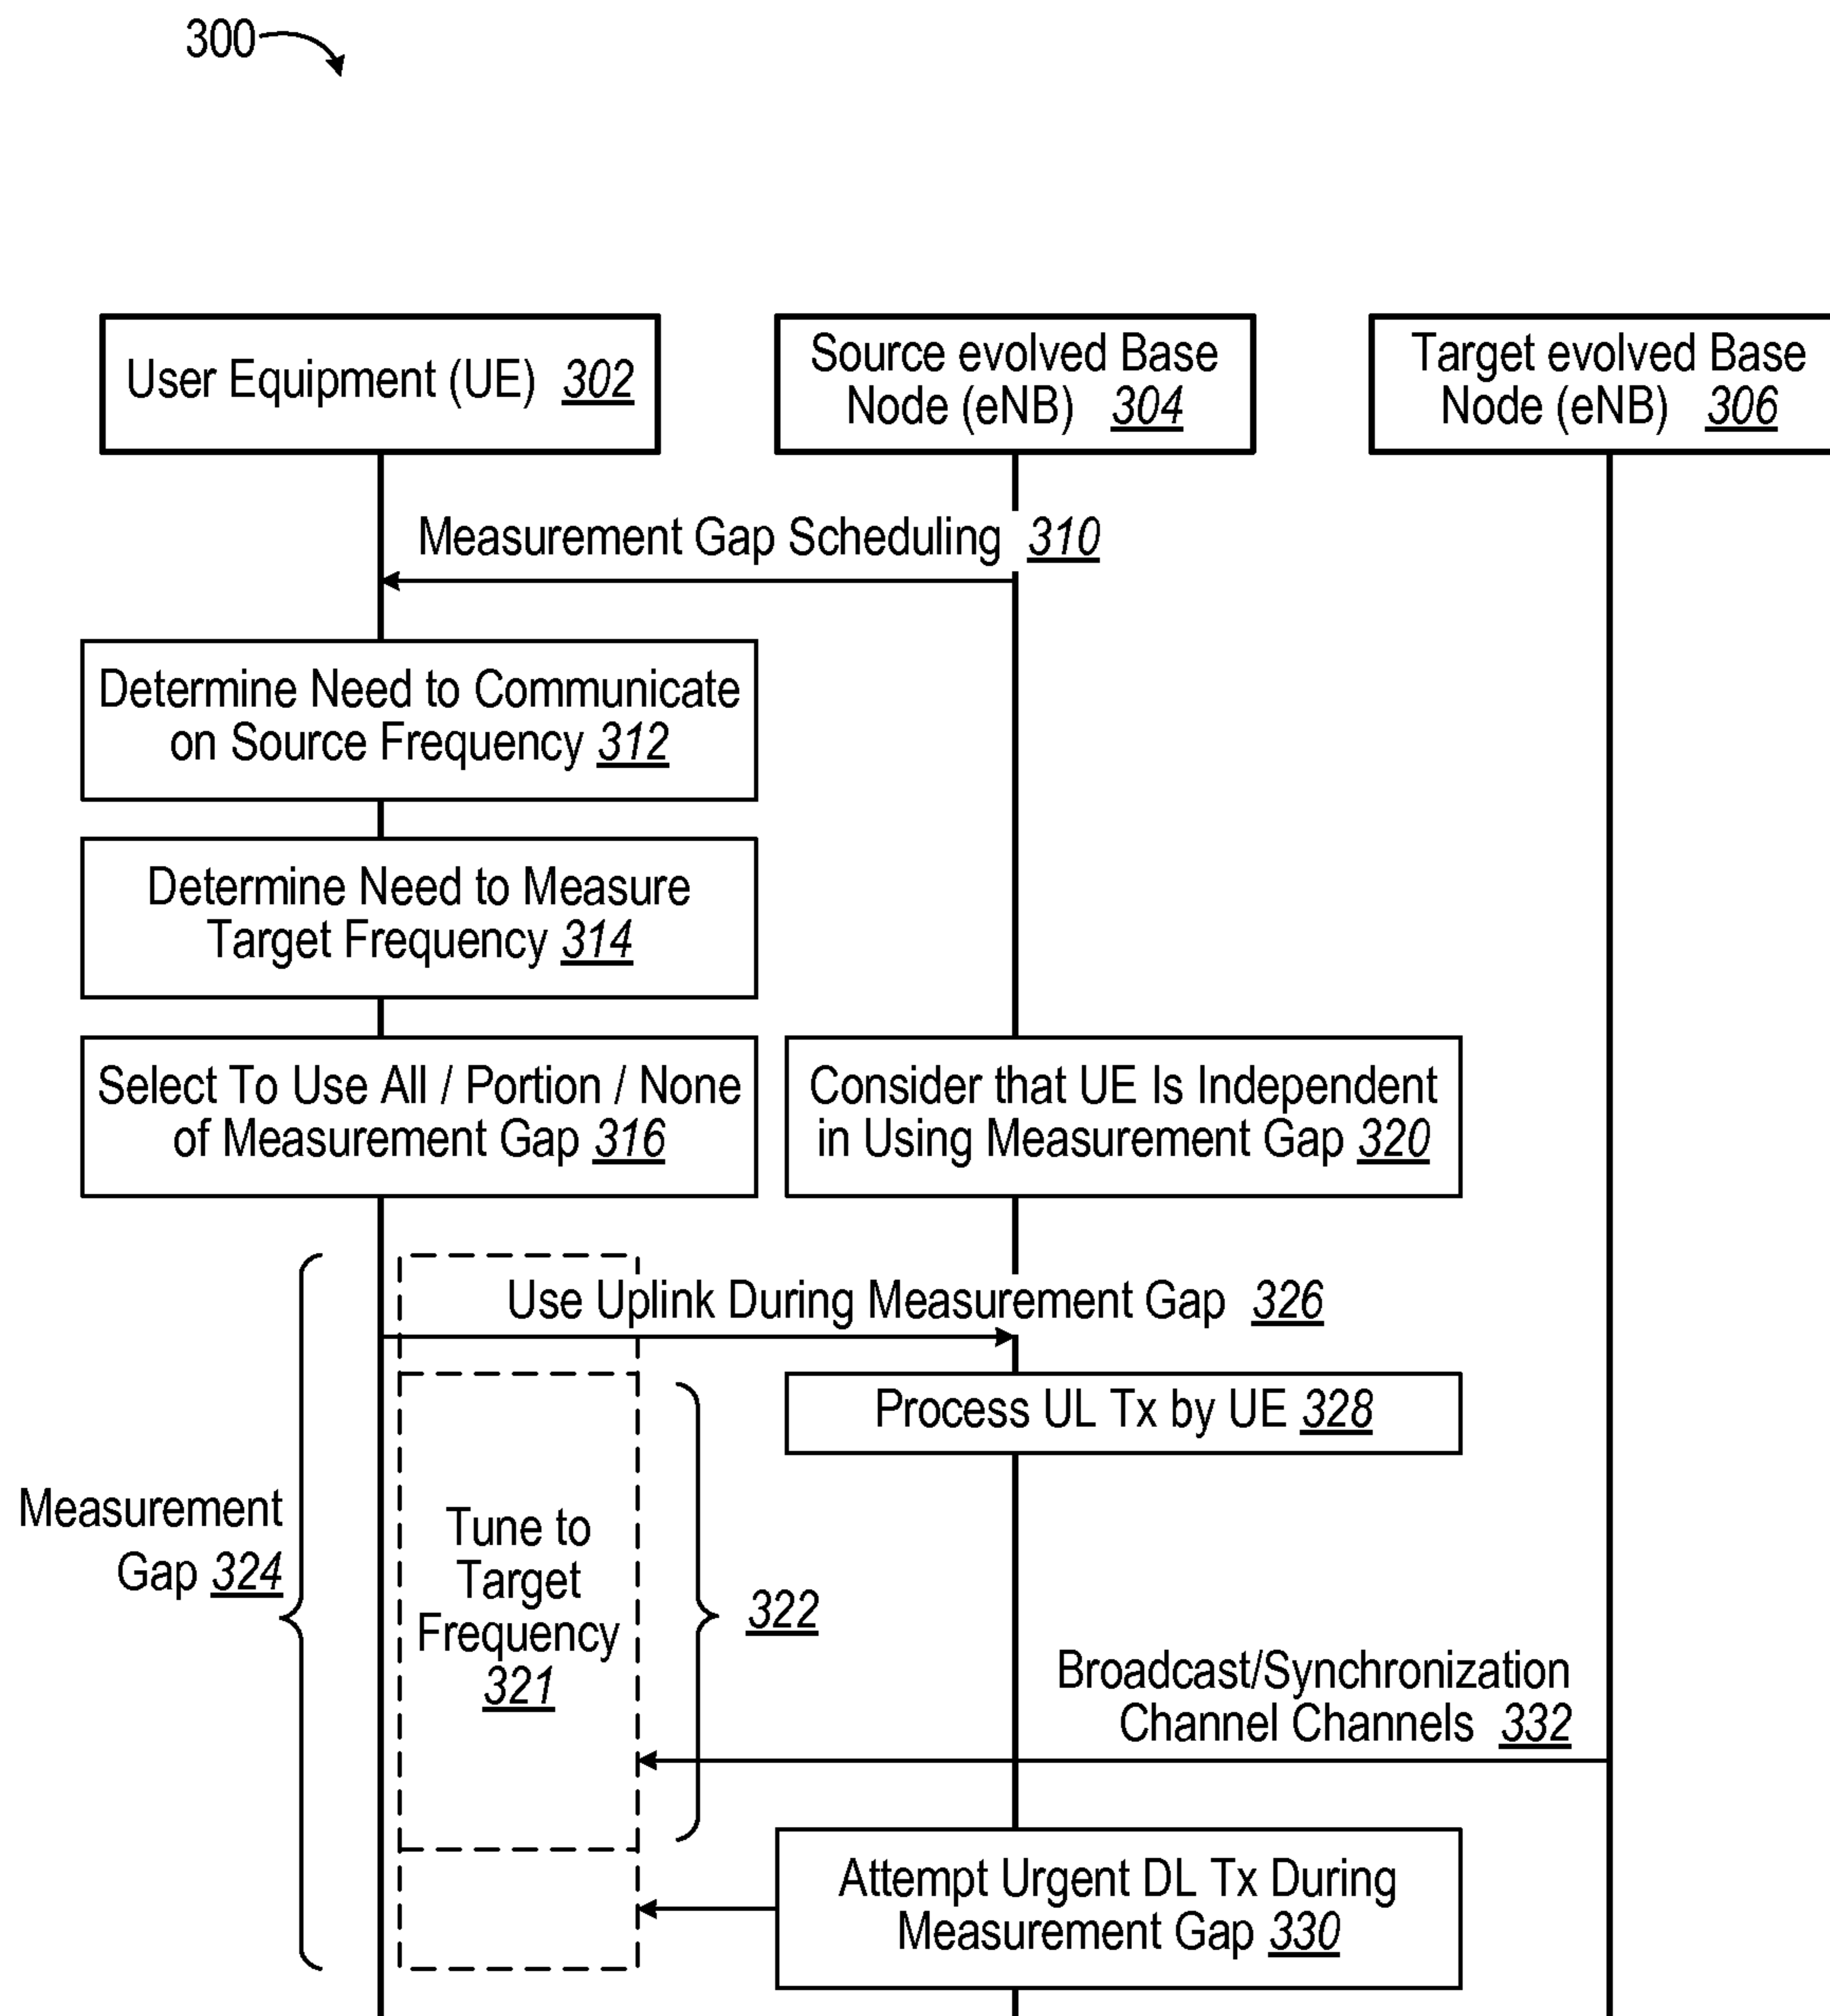 300
User Equipment (UE) 302
Source evolved Base
Node (eNB) 304
Target evolved Base
Node (eNB) 306
Measurement Gap Scheduling 310
Determine Need to Communicate
on Source Frequency 312
Determine Need to Measure
Target Frequency 314
Select To Use All / Portion / None
of Measurement Gap 316
Consider that UE Is Independent
in Using Measurement Gap 320
Use Uplink During Measurement Gap 326
Process UL Tx by UE 328
Measurement
Gap 324
Tune to
Target
Frequency
321
322
Broadcast/Synchronization
Channel Channels 332
Attempt Urgent DL Tx During
Measurement Gap 330